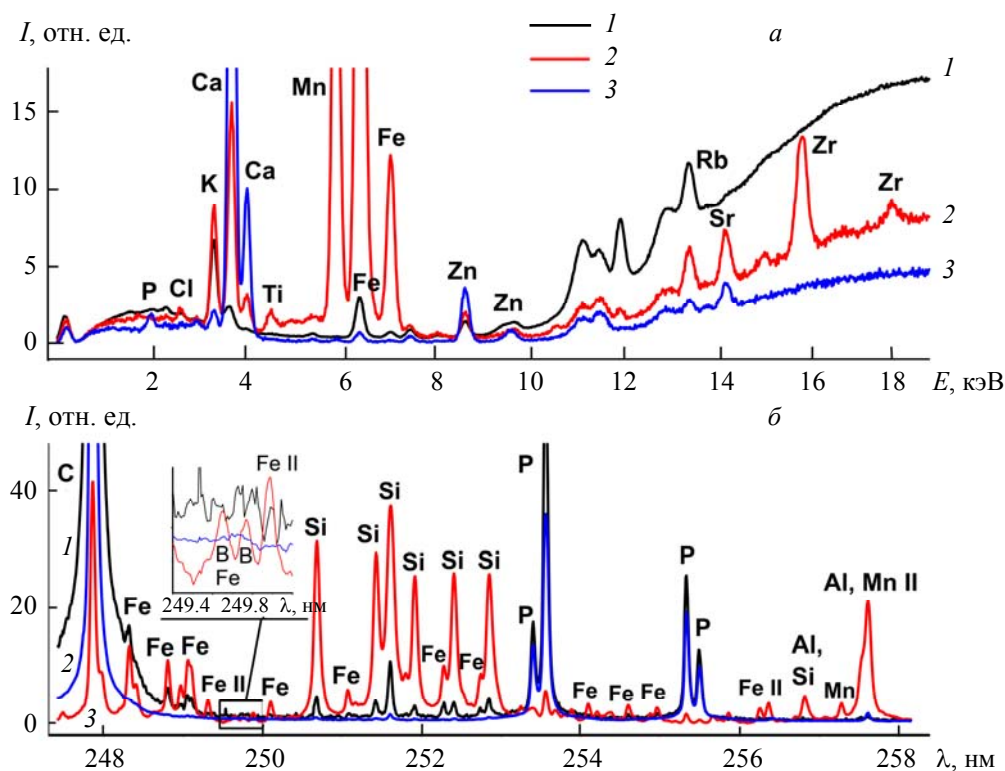 I, отн. ед.
1
2
3
а
15
10
5
0
P
Cl
K
Ca
Ca
Ti
Mn
Fe
Fe
Zn
Zn
Rb
Sr
Zr
Zr
1
2
3
2 4 6 8 10 12 14 16 18 E, кэВ
I, отн. ед.
б
40
20
0
C
1
2
3
Fe
Fe
Fe
Fe II
Fe
Fe II
B B
Fe
249.4 249.8 λ, нм
Si
Fe
Si
Si
Si
Fe
Si
Fe
Si
P
P
Fe
Fe
Fe
P
P
Fe II
Al,
Si
Mn
Al, Mn II
248 250 252 254 256 258 λ, нм